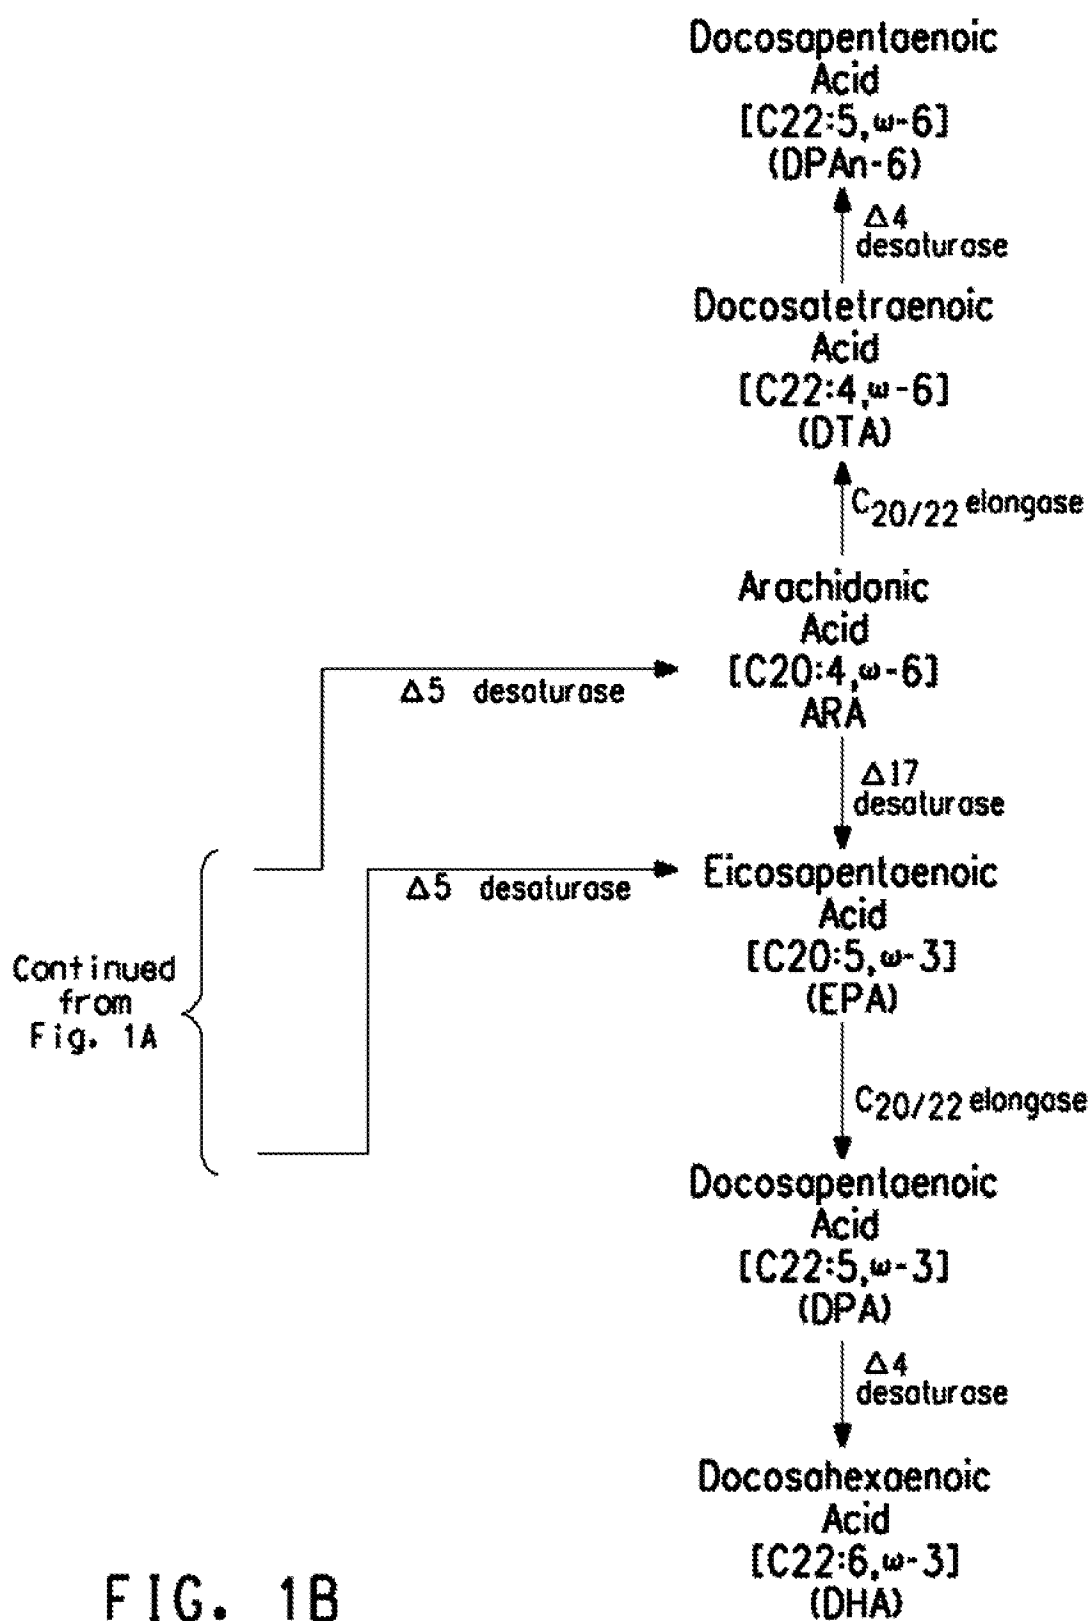 Docosapentaenoic
Acid
[C22:5,ω-6]
(DPAn-6)
Δ4
desaturase
Docosatetraenoic
Acid
[C22:4,ω-6]
(DTA)
C20/22 elongase
Arachidonic
Acid
[C20:4,ω-6]
ARA
Δ5 desaturase
Δ17
desaturase
Eicosapentaenoic
Acid
[C20:5,ω-3]
(EPA)
Δ5 desaturase
Continued
from
Fig. 1A
C20/22 elongase
Docosapentaenoic
Acid
[C22:5,ω-3]
(DPA)
Δ4
desaturase
Docosahexaenoic
Acid
[C22:6,ω-3]
(DHA)
FIG. 1B